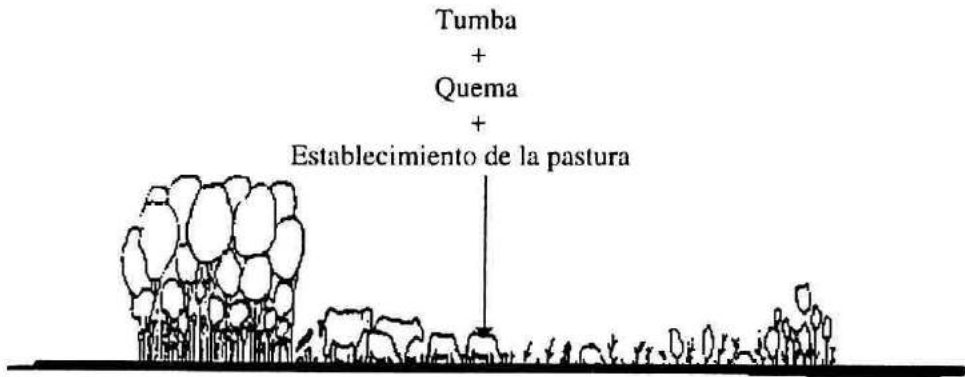 Tumba
+
Quema
+
Establecimiento de la pastura